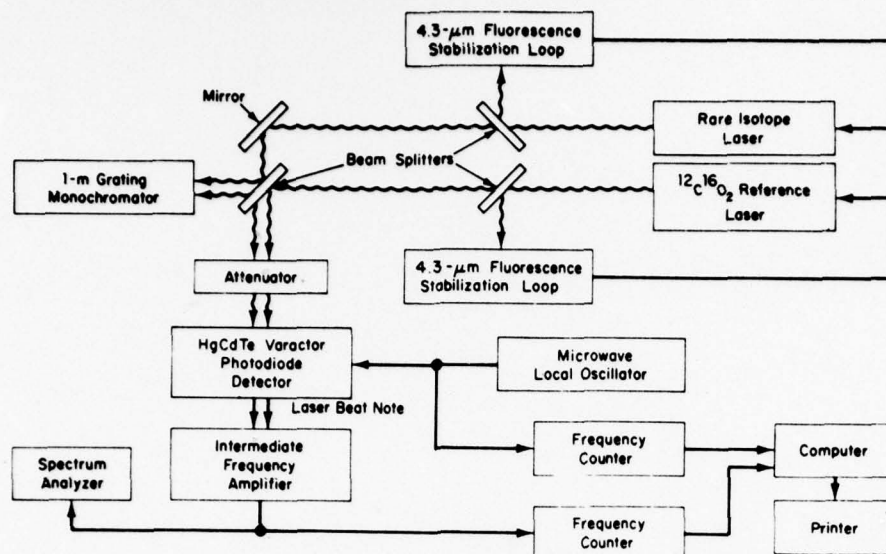 4.3-μm Fluorescence
Stabilization Loop
Mirror
Rare Isotope
Laser
Beam Splitters
1-m Grating
Monochromator
¹²C¹⁶O₂ Reference
Laser
Attenuator
4.3-μm Fluorescence
Stabilization Loop
HgCdTe Varactor
Photodiode
Detector
Microwave
Local Oscillator
Laser Beat Note
Intermediate
Frequency
Amplifier
Frequency
Counter
Computer
Spectrum
Analyzer
Frequency
Counter
Printer